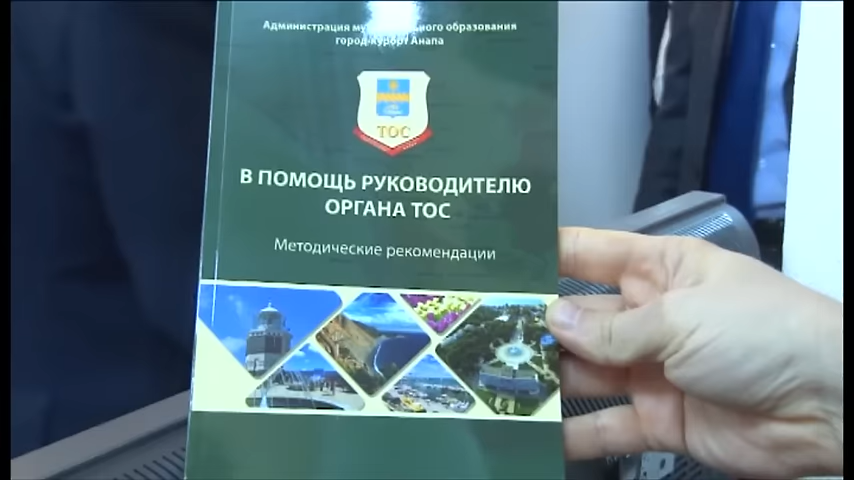 Администрация образования
город-курорт Анапа
ТОС
В ПОМОЩЬ РУКОВОДИТЕЛЮ
ОРГАНА ТОС
Методические рекомендации